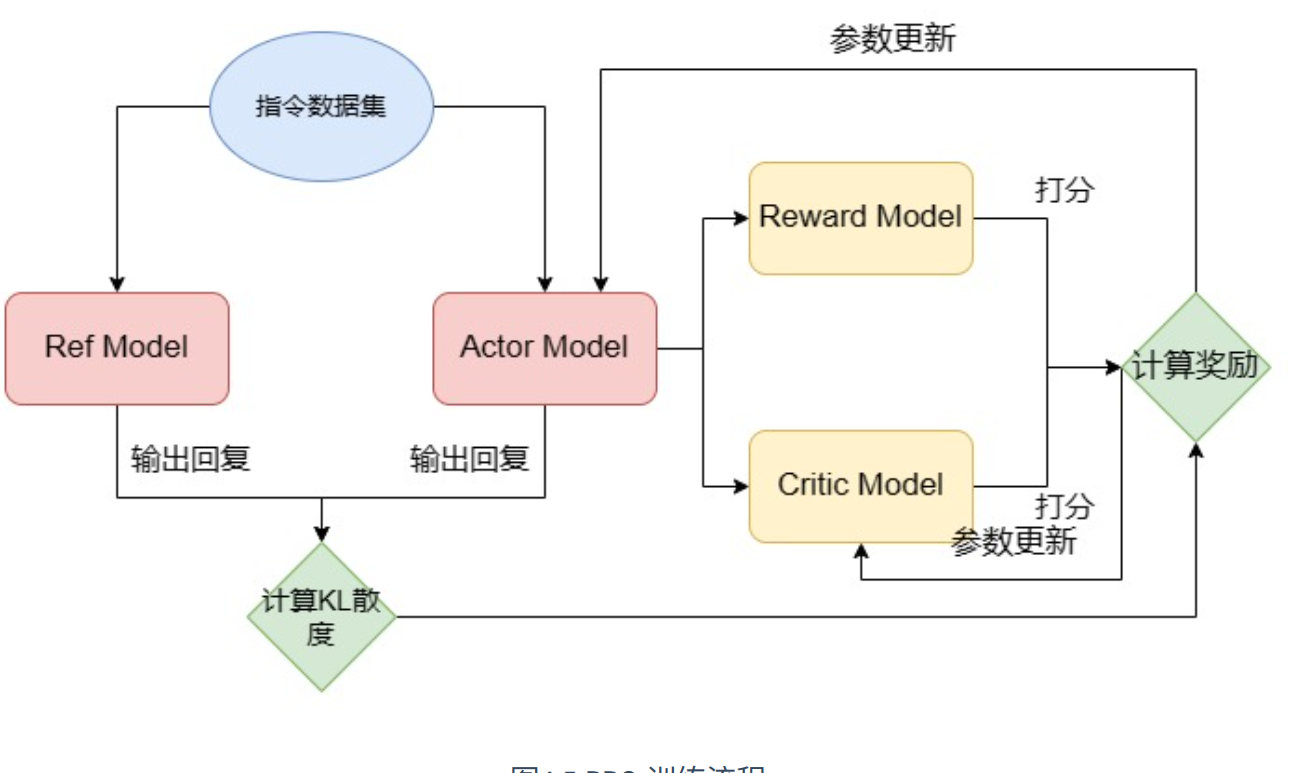 参数更新
指令数据集
Reward Model
打分
Ref Model
Actor Model
计算奖励
输出回复
输出回复
Critic Model
打分
参数更新
计算KL散
度